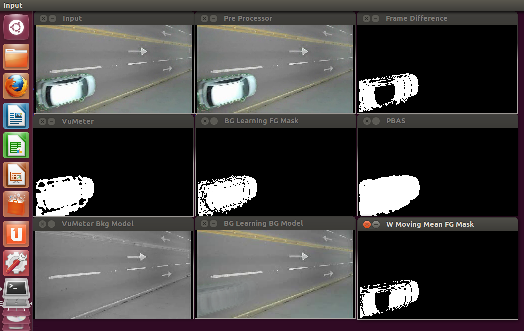 Input
Input
Pre Processor
Frame Difference
VuMeter
BG Learning FG Mask
PBAS
VuMeter Bkg Model
BG Learning BG Model
W Moving Mean FG Mask